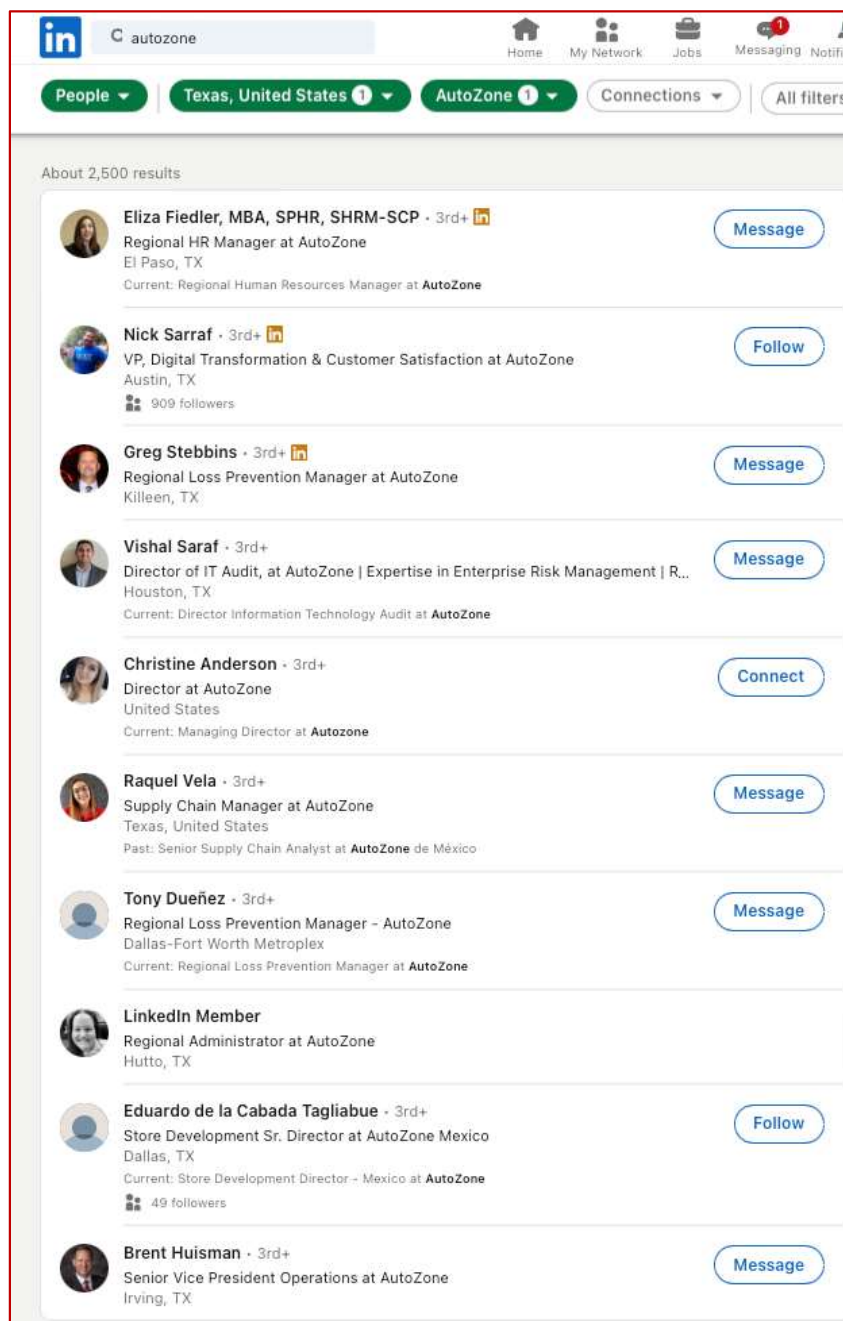 in
autozone
Home
My Network
Jobs
Messaging
1
Notifi
People
Texas, United States 1
AutoZone 1
Connections
All filters
About 2,500 results
Eliza Fiedler, MBA, SPHR, SHRM-SCP • 3rd+ in
Message
Regional HR Manager at AutoZone
El Paso, TX
Current: Regional Human Resources Manager at AutoZone
Nick Sarraf • 3rd+ in
Follow
VP, Digital Transformation & Customer Satisfaction at AutoZone
Austin, TX
909 followers
Greg Stebbins • 3rd+ in
Message
Regional Loss Prevention Manager at AutoZone
Killeen, TX
Vishal Saraf • 3rd+
Message
Director of IT Audit, at AutoZone | Expertise in Enterprise Risk Management | R...
Houston, TX
Current: Director Information Technology Audit at AutoZone
Christine Anderson • 3rd+
Connect
Director at AutoZone
United States
Current: Managing Director at Autozone
Raquel Vela • 3rd+
Message
Supply Chain Manager at AutoZone
Texas, United States
Past: Senior Supply Chain Analyst at AutoZone de México
Tony Dueñez • 3rd+
Message
Regional Loss Prevention Manager - AutoZone
Dallas-Fort Worth Metroplex
Current: Regional Loss Prevention Manager at AutoZone
LinkedIn Member
Regional Administrator at AutoZone
Hutto, TX
Eduardo de la Cabada Tagliabue • 3rd+
Follow
Store Development Sr. Director at AutoZone Mexico
Dallas, TX
Current: Store Development Director - Mexico at AutoZone
49 followers
Brent Huisman • 3rd+
Message
Senior Vice President Operations at AutoZone
Irving, TX